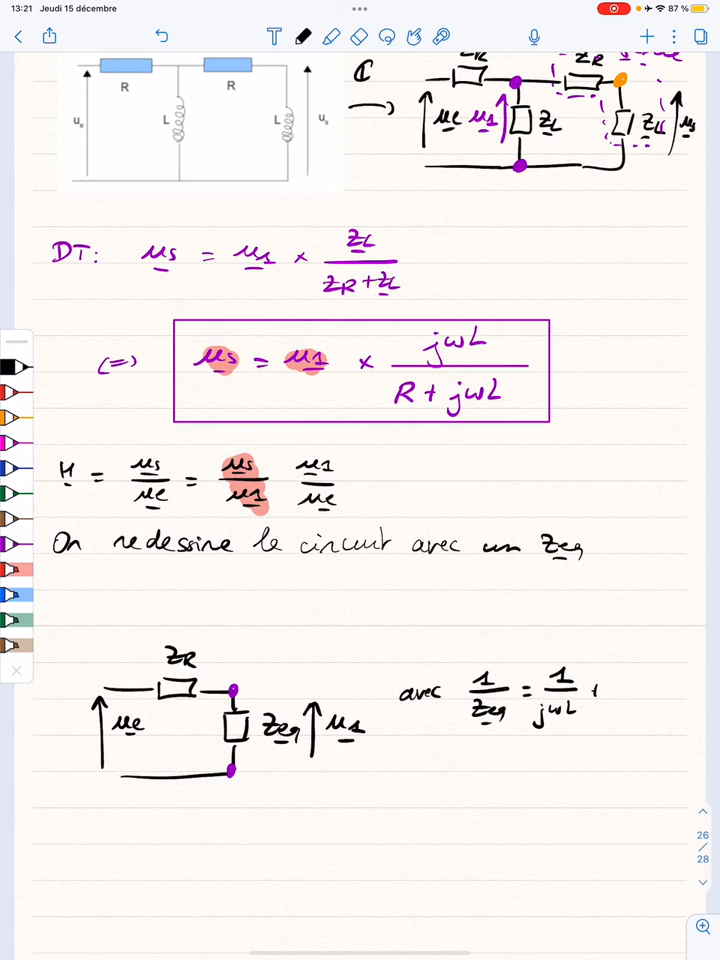 13:21 Jeudi 15 décembre
87 %
R
R
L
L
ZR
ZR
ue
u1
ZL
ZL
us
DT: us = u1 × ZL / (ZR + ZL)
(=) us = u1 × jωL / (R + jωL)
H = us/ue = us/u1 u1/ue
On redessine le circuit avec un Zeq
ZR
ue
Zeq
u1
avec 1/Zeq = 1/jωL +
26
/
28